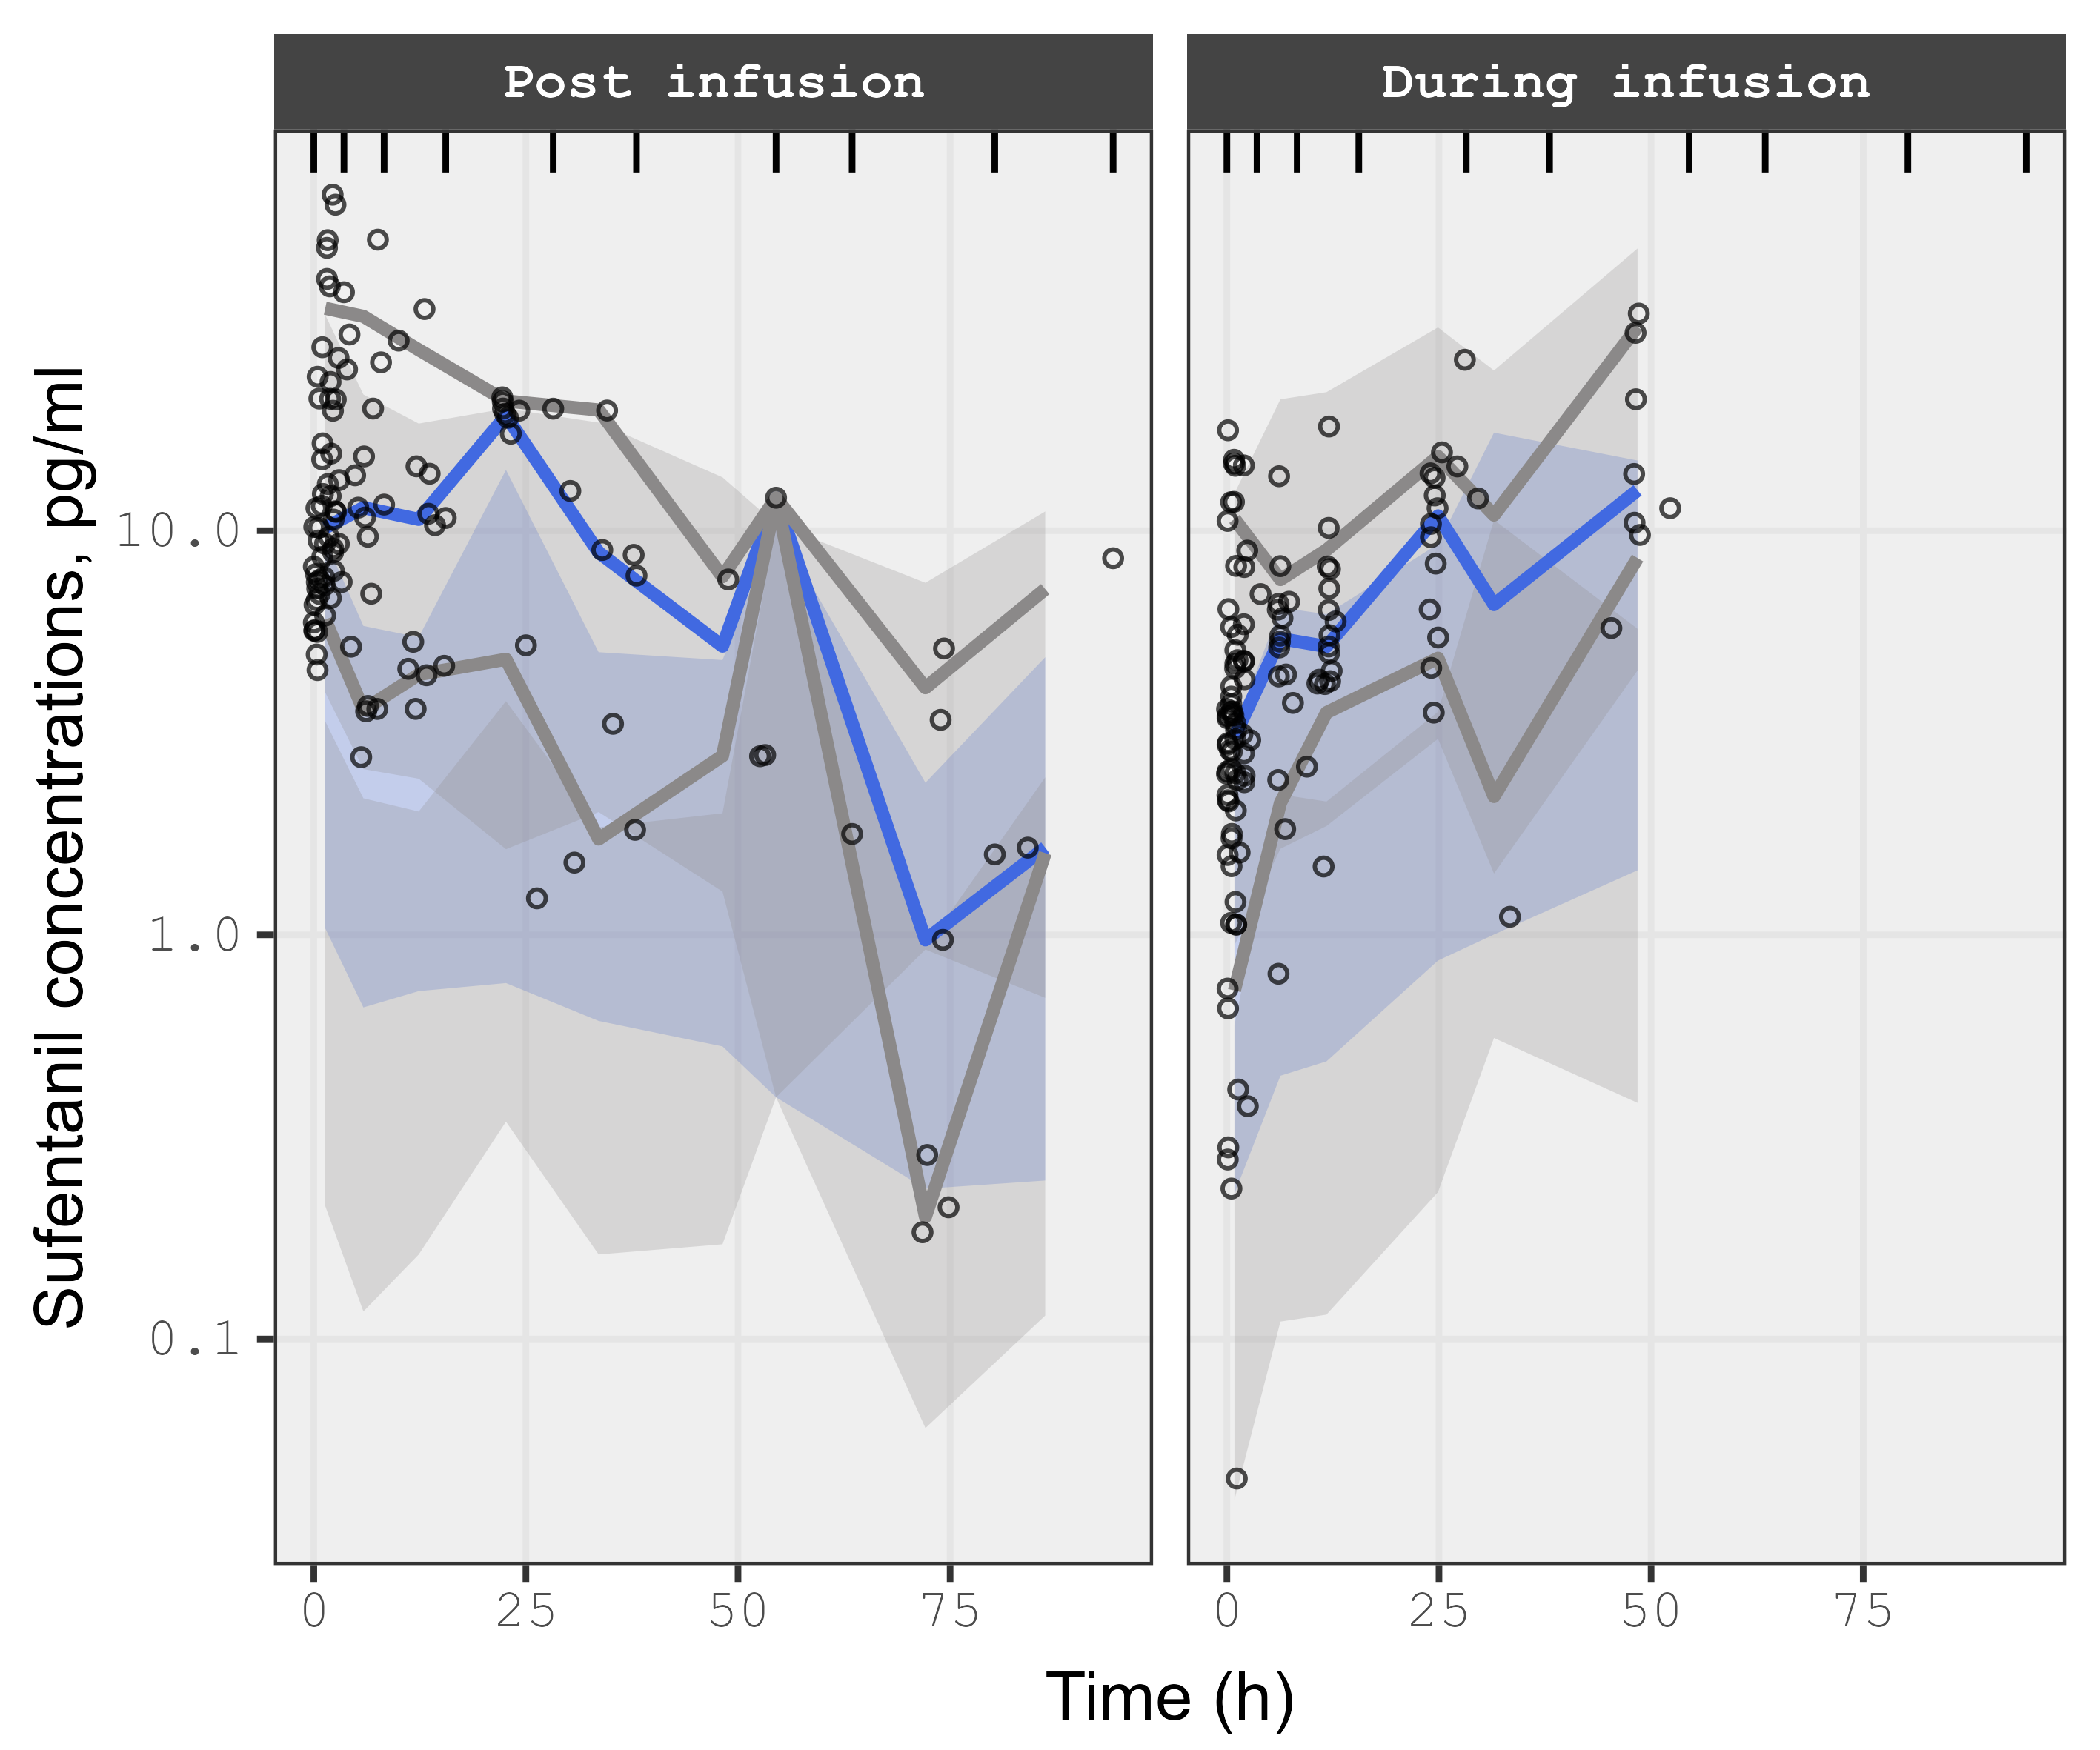 Post infusion
During infusion
Sufentanil concentrations, pg/ml
10.0
1.0
0.1
0 25 50 75
0 25 50 75
Time (h)